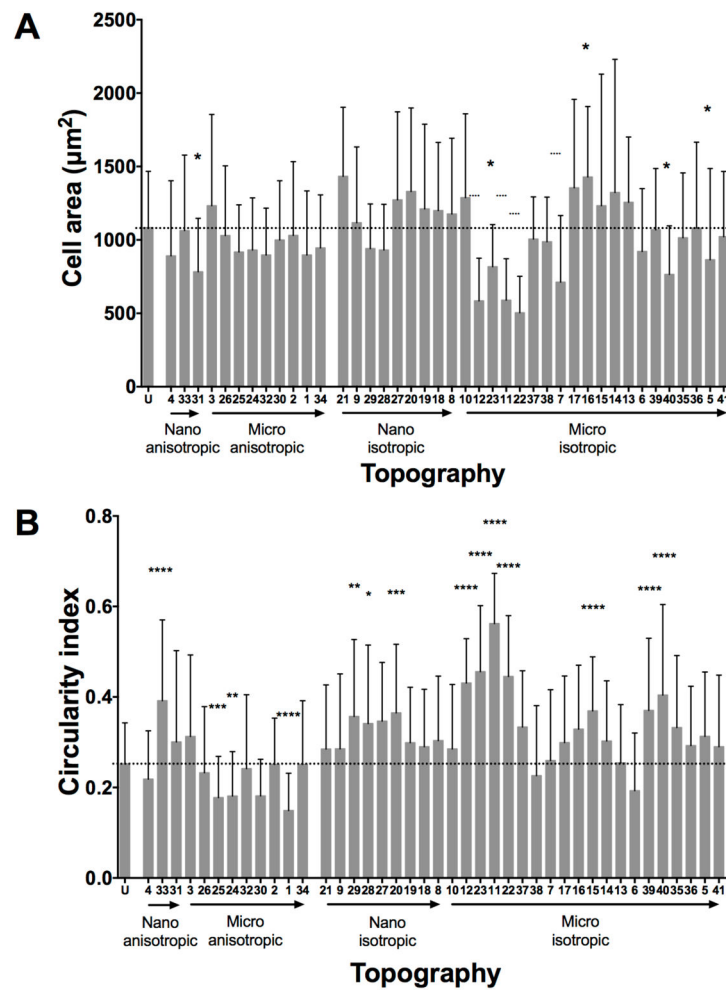 A
Cell area (µm²)
2500
2000
1500
1000
500
0
*
*
*
*
*
****
****
****
****
U 4 33 31 3 26 25 24 32 30 2 1 34 21 9 29 28 27 20 19 18 8 10 12 23 11 22 37 38 7 17 16 15 14 13 6 39 40 35 36 5 41
Nano anisotropic
Micro anisotropic
Nano isotropic
Micro isotropic
Topography
B
Circularity index
0.8
0.6
0.4
0.2
0.0
****
***
**
****
**
*
***
****
****
****
****
****
****
****
U 4 33 31 3 26 25 24 32 30 2 1 34 21 9 29 28 27 20 19 18 8 10 12 23 11 22 37 38 7 17 16 15 14 13 6 39 40 35 36 5 41
Nano anisotropic
Micro anisotropic
Nano isotropic
Micro isotropic
Topography